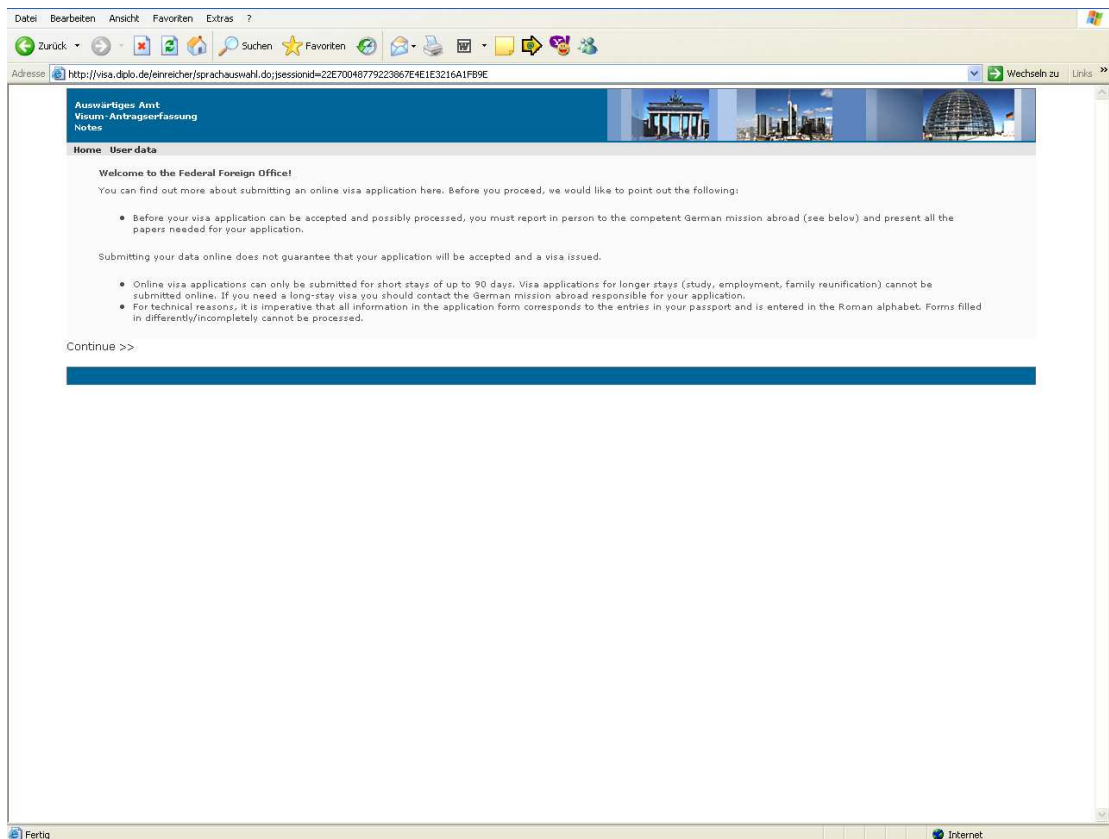 Datei Bearbeiten Ansicht Favoriten Extras ?
Zurück Suchen Favoriten
Adresse http://visa.diplo.de/einreicher/sprachauswahl.do;jsessionid=22E70048779223867E4E1E3216A1FB9E Wechseln zu Links »
Auswärtiges Amt
Visum-Antragserfassung
Notes
Home User data
Welcome to the Federal Foreign Office!
You can find out more about submitting an online visa application here. Before you proceed, we would like to point out the following:
• Before your visa application can be accepted and possibly processed, you must report in person to the competent German mission abroad (see below) and present all the
papers needed for your application.
Submitting your data online does not guarantee that your application will be accepted and a visa issued.
• Online visa applications can only be submitted for short stays of up to 90 days. Visa applications for longer stays (study, employment, family reunification) cannot be
submitted online. If you need a long-stay visa you should contact the German mission abroad responsible for your application.
• For technical reasons, it is imperative that all information in the application form corresponds to the entries in your passport and is entered in the Roman alphabet. Forms filled
in differently/incompletely cannot be processed.
Continue >>
Fertig Internet